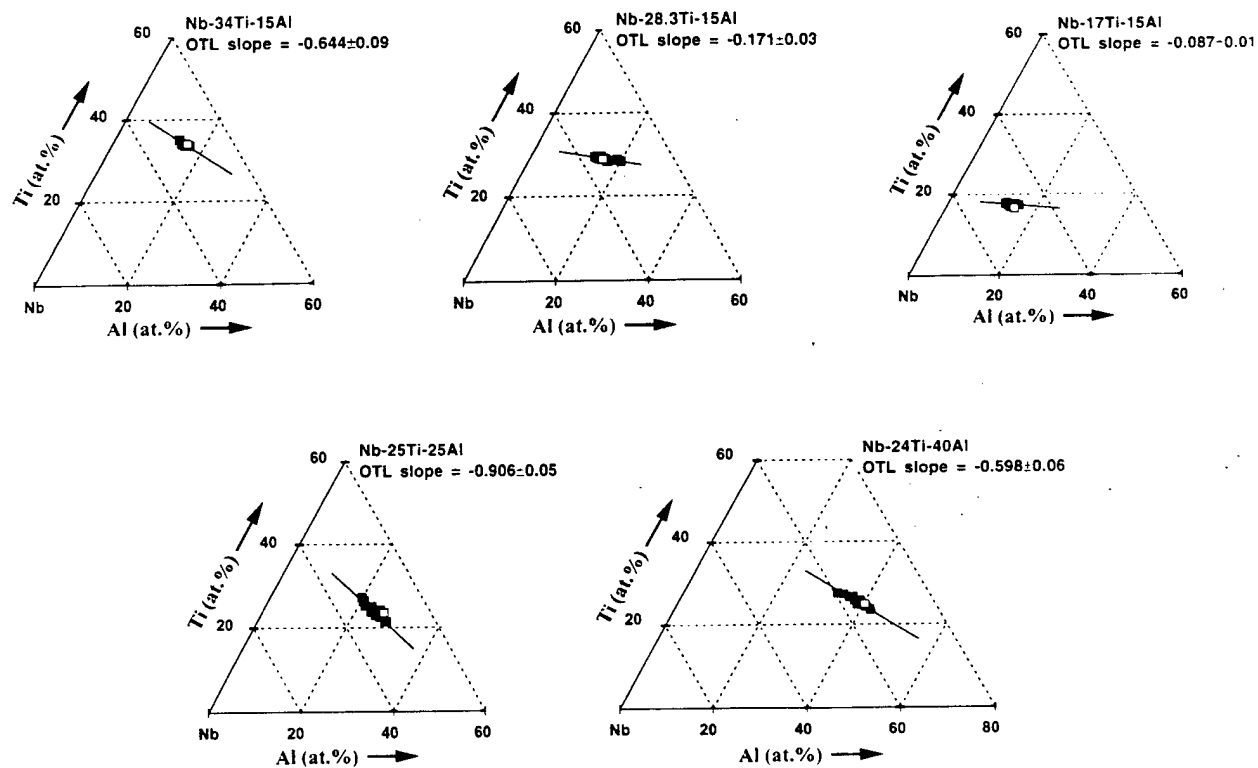 Nb-34Ti-15Al
OTL slope = -0.644±0.09
60
40
20
Ti (at.%)
Nb
20
40
60
Al (at.%)
Nb-28.3Ti-15Al
OTL slope = -0.171±0.03
60
40
20
Ti (at.%)
Nb
20
40
60
Al (at.%)
Nb-17Ti-15Al
OTL slope = -0.087-0.01
60
40
20
Ti (at.%)
Nb
20
40
60
Al (at.%)
Nb-25Ti-25Al
OTL slope = -0.906±0.05
60
40
20
Ti (at.%)
Nb
20
40
60
Al (at.%)
Nb-24Ti-40Al
OTL slope = -0.598±0.06
60
40
20
Ti (at.%)
Nb
20
40
60
80
Al (at.%)